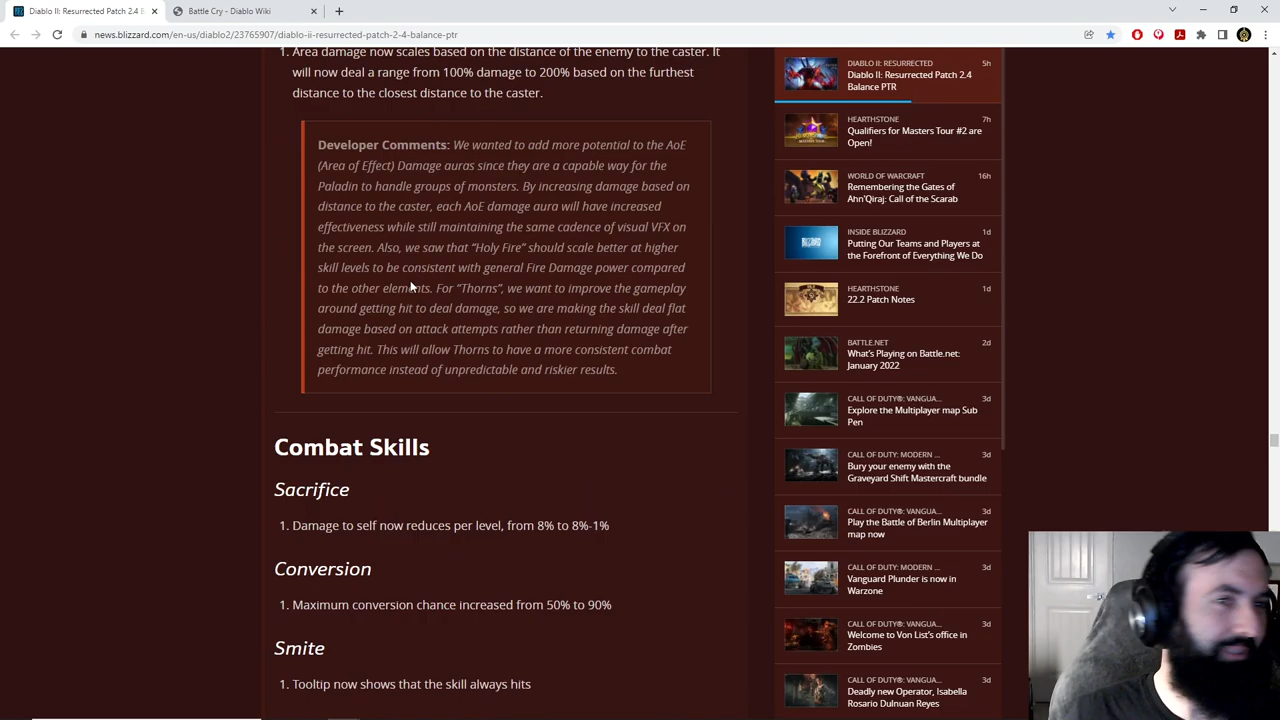 Diablo II: Resurrected Patch 2.4 B
Battle Cry - Diablo Wiki
news.blizzard.com/en-us/diablo2/23765907/diablo-ii-resurrected-patch-2-4-balance-ptr
1. Area damage now scales based on the distance of the enemy to the caster. It
will now deal a range from 100% damage to 200% based on the furthest
distance to the closest distance to the caster.
Developer Comments: We wanted to add more potential to the AoE
(Area of Effect) Damage auras since they are a capable way for the
Paladin to handle groups of monsters. By increasing damage based on
distance to the caster, each AoE damage aura will have increased
effectiveness while still maintaining the same cadence of visual VFX on
the screen. Also, we saw that “Holy Fire” should scale better at higher
skill levels to be consistent with general Fire Damage power compared
to the other elements. For “Thorns”, we want to improve the gameplay
around getting hit to deal damage, so we are making the skill deal flat
damage based on attack attempts rather than returning damage after
getting hit. This will allow Thorns to have a more consistent combat
performance instead of unpredictable and riskier results.
Combat Skills
Sacrifice
1. Damage to self now reduces per level, from 8% to 8%-1%
Conversion
1. Maximum conversion chance increased from 50% to 90%
Smite
1. Tooltip now shows that the skill always hits
DIABLO II: RESURRECTED 5h
Diablo II: Resurrected Patch 2.4
Balance PTR
HEARTHSTONE 7h
Qualifiers for Masters Tour #2 are
Open!
WORLD OF WARCRAFT 16h
Remembering the Gates of
Ahn'Qiraj: Call of the Scarab
INSIDE BLIZZARD 1d
Putting Our Teams and Players at
the Forefront of Everything We Do
HEARTHSTONE 1d
22.2 Patch Notes
BATTLE.NET 2d
What's Playing on Battle.net:
January 2022
CALL OF DUTY®: VANGUA... 3d
Explore the Multiplayer map Sub
Pen
CALL OF DUTY: MODERN ... 3d
Bury your enemy with the
Graveyard Shift Mastercraft bundle
CALL OF DUTY®: VANGUA... 3d
Play the Battle of Berlin Multiplayer
map now
CALL OF DUTY: MODERN ... 3d
Vanguard Plunder is now in
Warzone
CALL OF DUTY®: VANGUA... 3d
Welcome to Von List's office in
Zombies
CALL OF DUTY®: VANGUA... 3d
Deadly new Operator, Isabella
Rosario Dulnuan Reyes